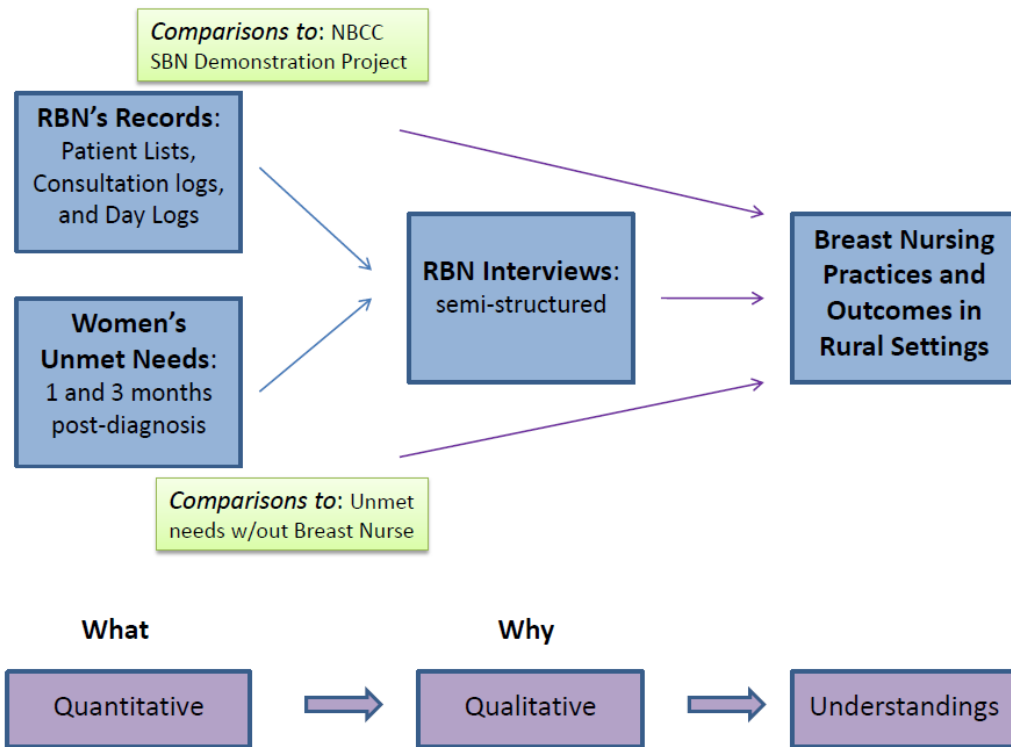 Comparisons to: NBCC
SBN Demonstration Project
RBN’s Records:
Patient Lists,
Consultation logs,
and Day Logs
Women’s
Unmet Needs:
1 and 3 months
post-diagnosis
Comparisons to: Unmet
needs w/out Breast Nurse
RBN Interviews:
semi-structured
Breast Nursing
Practices and
Outcomes in
Rural Settings
What
Why
Quantitative
Qualitative
Understandings